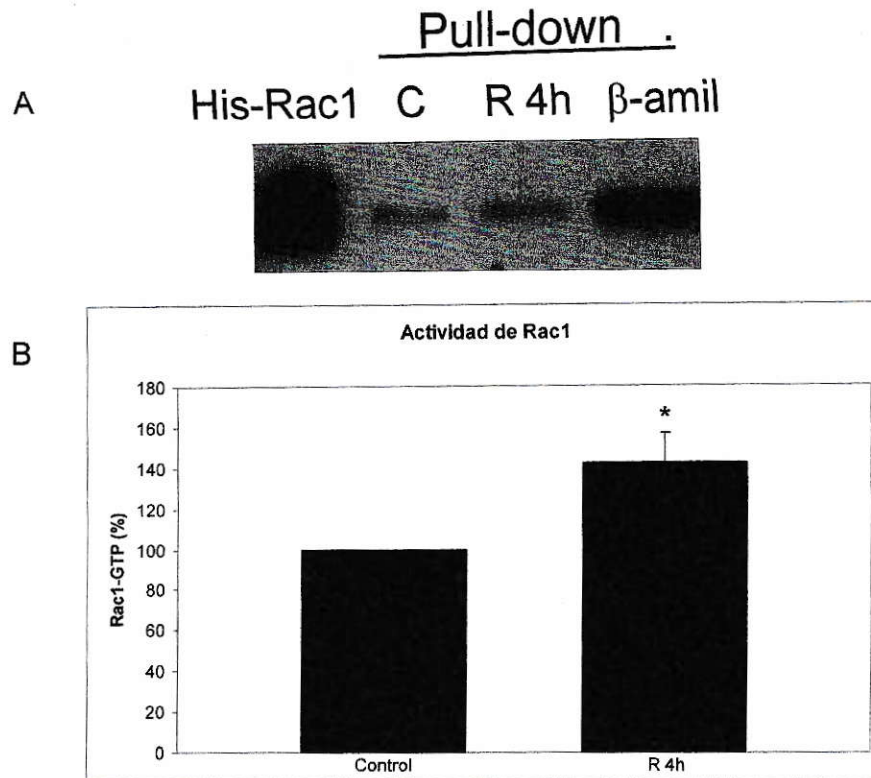 Pull-down .
A
His-Rac1 C R 4h β-amil
B
Actividad de Rac1
180
160
140
120
100
80
60
40
20
0
Rac1-GTP (%)
*
Control R 4h